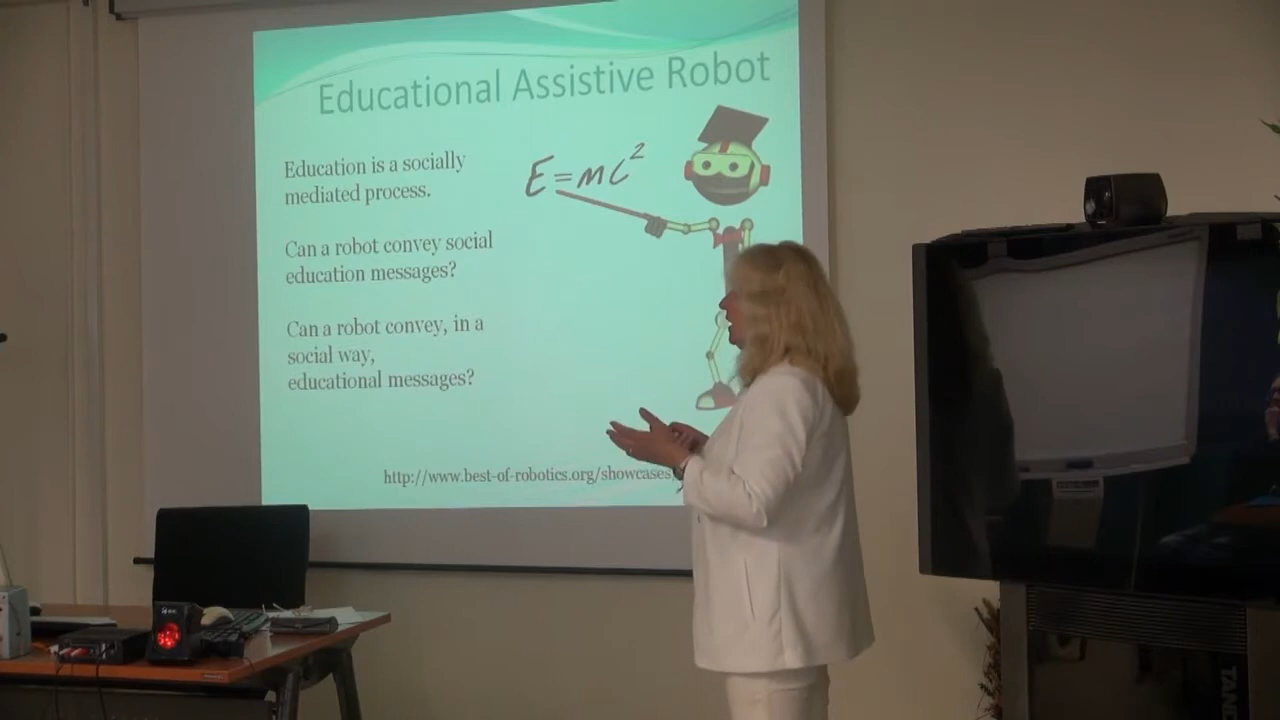 Educational Assistive Robot
Education is a socially
mediated process.
E=mc²
Can a robot convey social
education messages?
Can a robot convey, in a
social way,
educational messages?
http://www.best-of-robotics.org/showcases